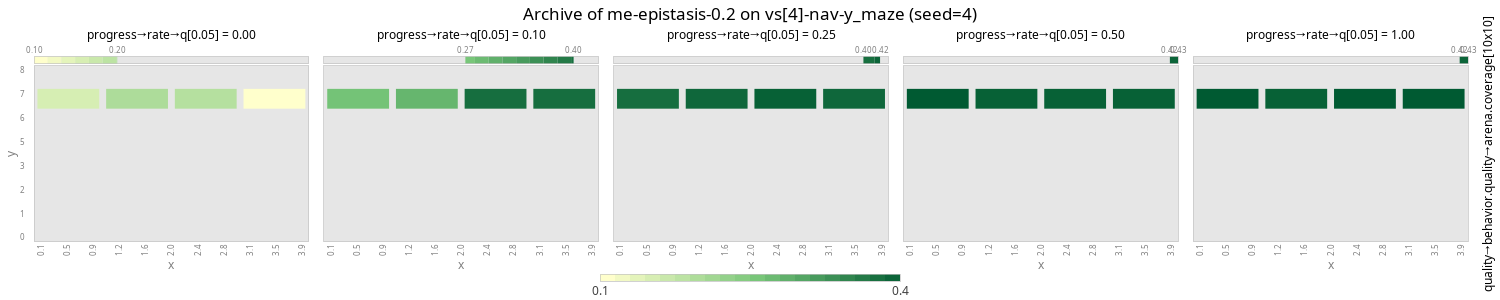 Archive of me-epistasis-0.2 on vs[4]-nav-y_maze (seed=4)
progress→rate→q[0.05] = 0.00
progress→rate→q[0.05] = 0.10
progress→rate→q[0.05] = 0.25
progress→rate→q[0.05] = 0.50
progress→rate→q[0.05] = 1.00
0.10 0.20
0.27 0.40
0.40 0.42
0.42 0.43
0.42 0.43
8
7
6
5
3
2
1
0
y
0.1 0.5 0.9 1.2 1.6 2.0 2.4 2.8 3.1 3.5 3.9
0.1 0.5 0.9 1.2 1.6 2.0 2.4 2.8 3.1 3.5 3.9
0.1 0.5 0.9 1.2 1.6 2.0 2.4 2.8 3.1 3.5 3.9
0.1 0.5 0.9 1.2 1.6 2.0 2.4 2.8 3.1 3.5 3.9
0.1 0.5 0.9 1.2 1.6 2.0 2.4 2.8 3.1 3.5 3.9
x
x
x
x
x
0.1 0.4
quality→behavior.quality→arena.coverage[10x10]